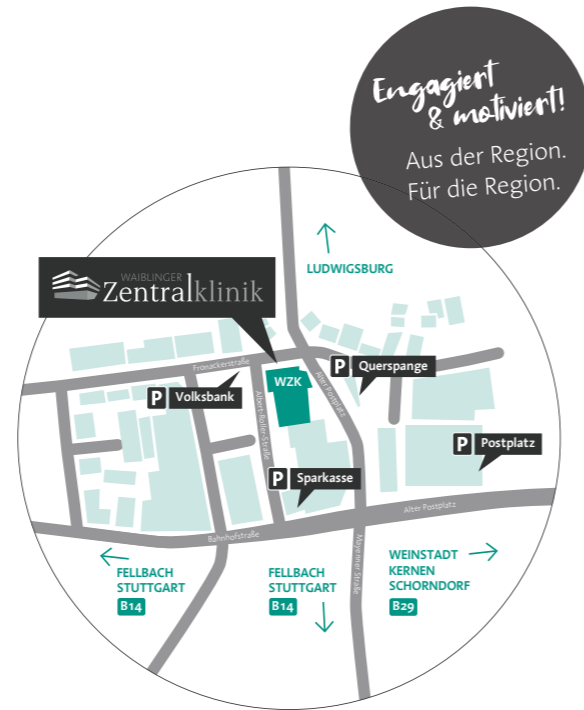 Engagiert
& motiviert!
Aus der Region.
Für die Region.
LUDWIGSBURG
WAIBLINGER
Zentralklinik
Fronackerstraße
WZK
Alter Postplatz
P Querspange
P Volksbank
Albert-Roller-Straße
P Postplatz
P Sparkasse
Alter Postplatz
Bahnhofstraße
Mayenner Straße
FELLBACH
STUTTGART
B14
FELLBACH
STUTTGART
B14
WEINSTADT
KERNEN
SCHORNDORF
B29